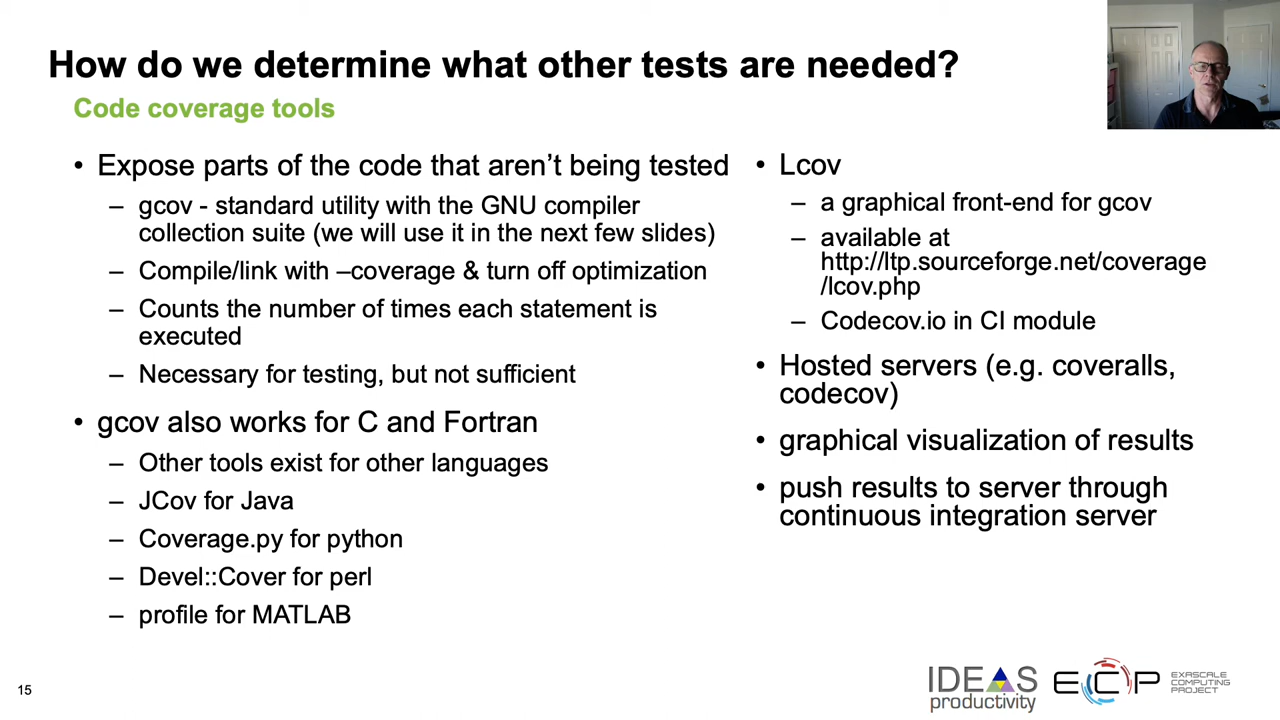 How do we determine what other tests are needed?
Code coverage tools
• Expose parts of the code that aren’t being tested
– gcov - standard utility with the GNU compiler
collection suite (we will use it in the next few slides)
– Compile/link with –coverage & turn off optimization
– Counts the number of times each statement is
executed
– Necessary for testing, but not sufficient
• gcov also works for C and Fortran
– Other tools exist for other languages
– JCov for Java
– Coverage.py for python
– Devel::Cover for perl
– profile for MATLAB
• Lcov
– a graphical front-end for gcov
– available at
http://ltp.sourceforge.net/coverage
/lcov.php
– Codecov.io in CI module
• Hosted servers (e.g. coveralls,
codecov)
• graphical visualization of results
• push results to server through
continuous integration server
15
IDEAS
productivity
ECP
EXASCALE
COMPUTING
PROJECT